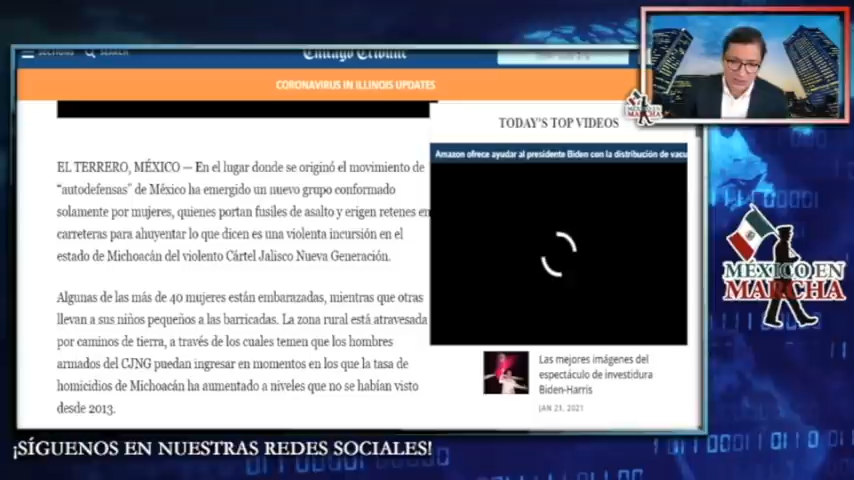 SECTIONS
SEARCH
Chicago Tribune
CORONAVIRUS IN ILLINOIS UPDATES
TODAY'S TOP VIDEOS
Amazon ofrece ayudar al presidente Biden con la distribución de vacu
EL TERRERO, MÉXICO — En el lugar donde se originó el movimiento de
“autodefensas” de México ha emergido un nuevo grupo conformado
solamente por mujeres, quienes portan fusiles de asalto y erigen retenes en
carreteras para ahuyentar lo que dicen es una violenta incursión en el
estado de Michoacán del violento Cártel Jalisco Nueva Generación.
Algunas de las más de 40 mujeres están embarazadas, mientras que otras
llevan a sus niños pequeños a las barricadas. La zona rural está atravesada
por caminos de tierra, a través de los cuales temen que los hombres
armados del CJNG puedan ingresar en momentos en los que la tasa de
homicidios de Michoacán ha aumentado a niveles que no se habían visto
desde 2013.
Las mejores imágenes del
espectáculo de investidura
Biden-Harris
JAN 21, 2021
MÉXICO EN
MARCHA
¡SÍGUENOS EN NUESTRAS REDES SOCIALES!